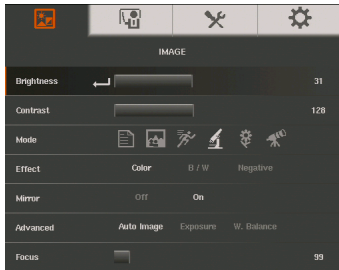 IMAGE
Brightness 31
Contrast 128
Mode
Effect Color B / W Negative
Mirror Off On
Advanced Auto Image Exposure W. Balance
Focus 99